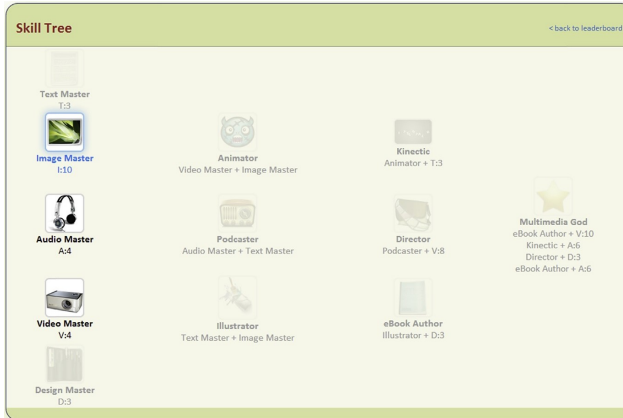 Skill Tree
< back to leaderboard
Text Master
T:3
Image Master
I:10
Animator
Video Master + Image Master
Kinectic
Animator + T:3
Audio Master
A:4
Podcaster
Audio Master + Text Master
Director
Podcaster + V:8
Multimedia God
eBook Author + V:10
Kinectic + A:6
Director + D:3
eBook Author + A:6
Video Master
V:4
Illustrator
Text Master + Image Master
eBook Author
Illustrator + D:3
Design Master
D:3